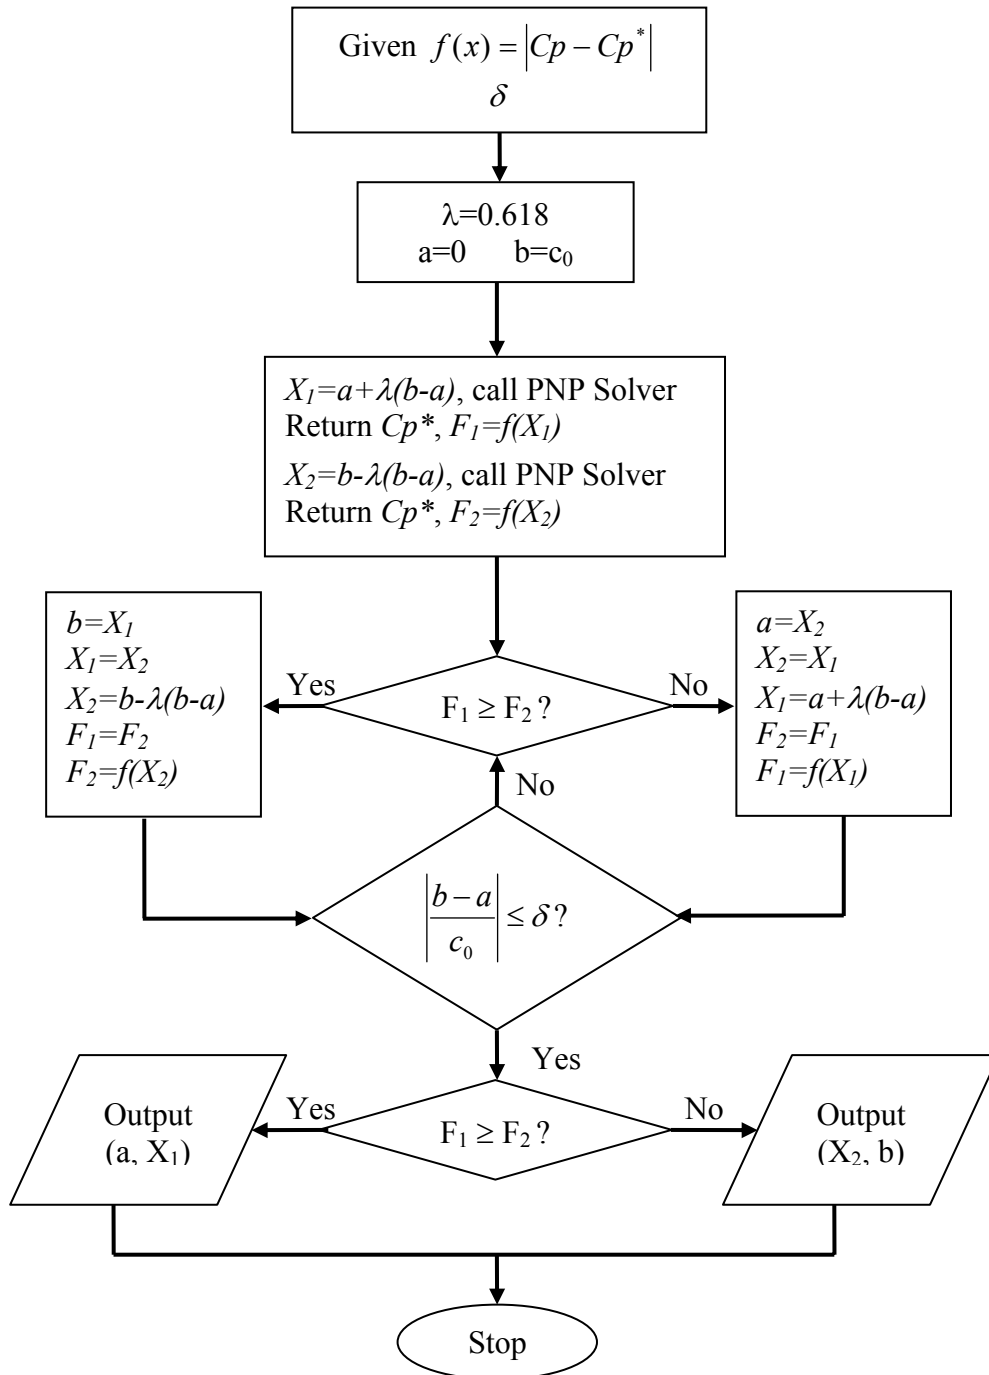 Given f(x) = |Cp − Cp*|
δ
λ=0.618
a=0 b=c₀
X₁=a+λ(b-a), call PNP Solver
Return Cp*, F₁=f(X₁)
X₂=b-λ(b-a), call PNP Solver
Return Cp*, F₂=f(X₂)
b=X₁
X₁=X₂
X₂=b-λ(b-a)
F₁=F₂
F₂=f(X₂)
Yes
F₁ ≥ F₂ ?
No
a=X₂
X₂=X₁
X₁=a+λ(b-a)
F₂=F₁
F₁=f(X₁)
No
|b − a / c₀| ≤ δ ?
Yes
Output
(a, X₁)
Yes
F₁ ≥ F₂ ?
No
Output
(X₂, b)
Stop